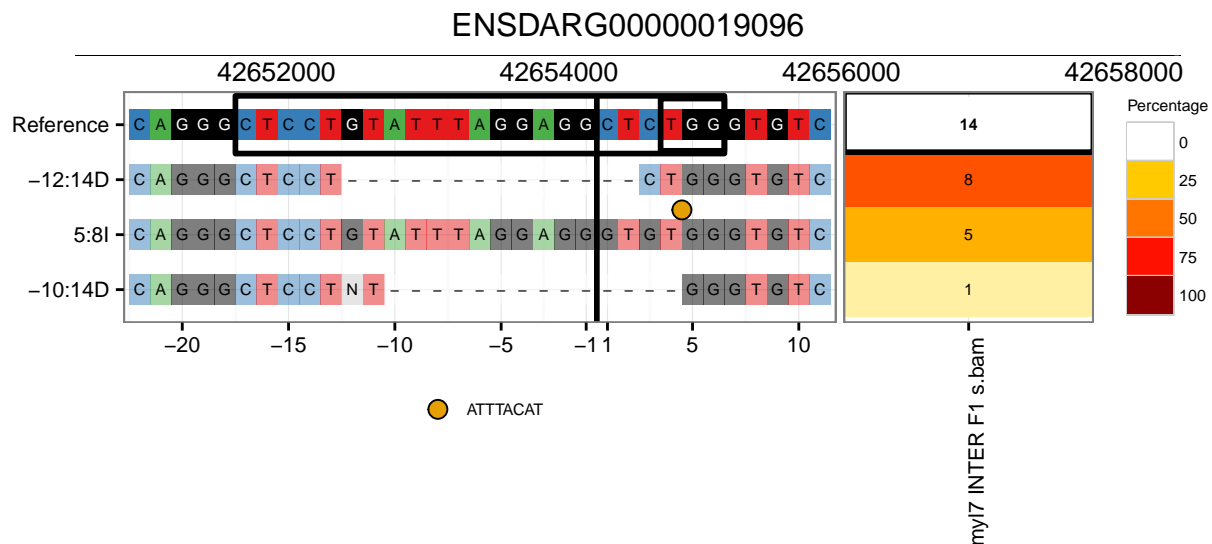 ENSDARG00000019096
42652000 42654000 42656000 42658000
Reference C A G G G C T C C T G T A T T T A G G A G G C T C T G G G T G T C 14
−12:14D C A G G G C T C C T - - - - - - - - - - - - - - C T G G G T G T C 8
5:8I C A G G G C T C C T G T A T T T A G G A G G G T G T G G G T G T C 5
−10:14D C A G G G C T C C T N T - - - - - - - - - - - - - - G G G T G T C 1
−20 −15 −10 −5 −1 1 5 10
ATTTACAT
myl7 INTER F1 s.bam
Percentage
0
25
50
75
100